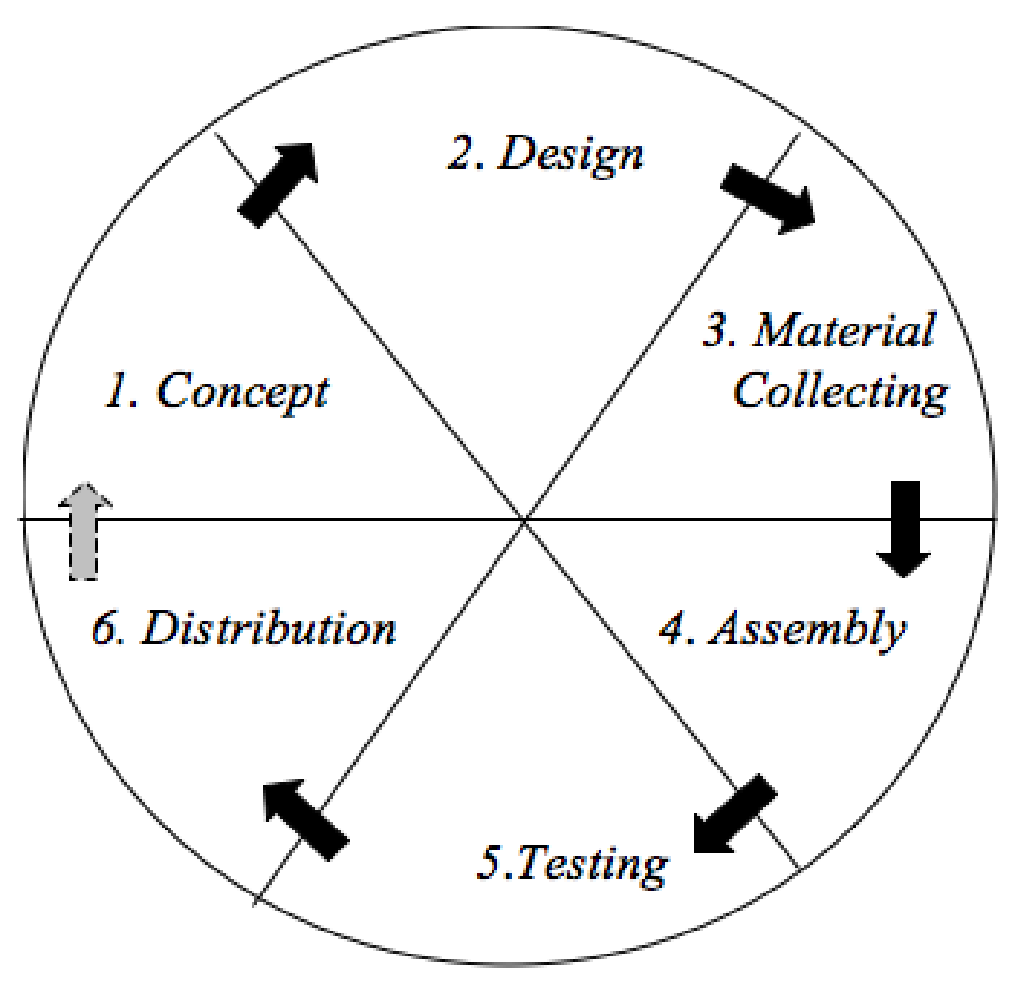 1. Concept
2. Design
3. Material
Collecting
4. Assembly
5.Testing
6. Distribution